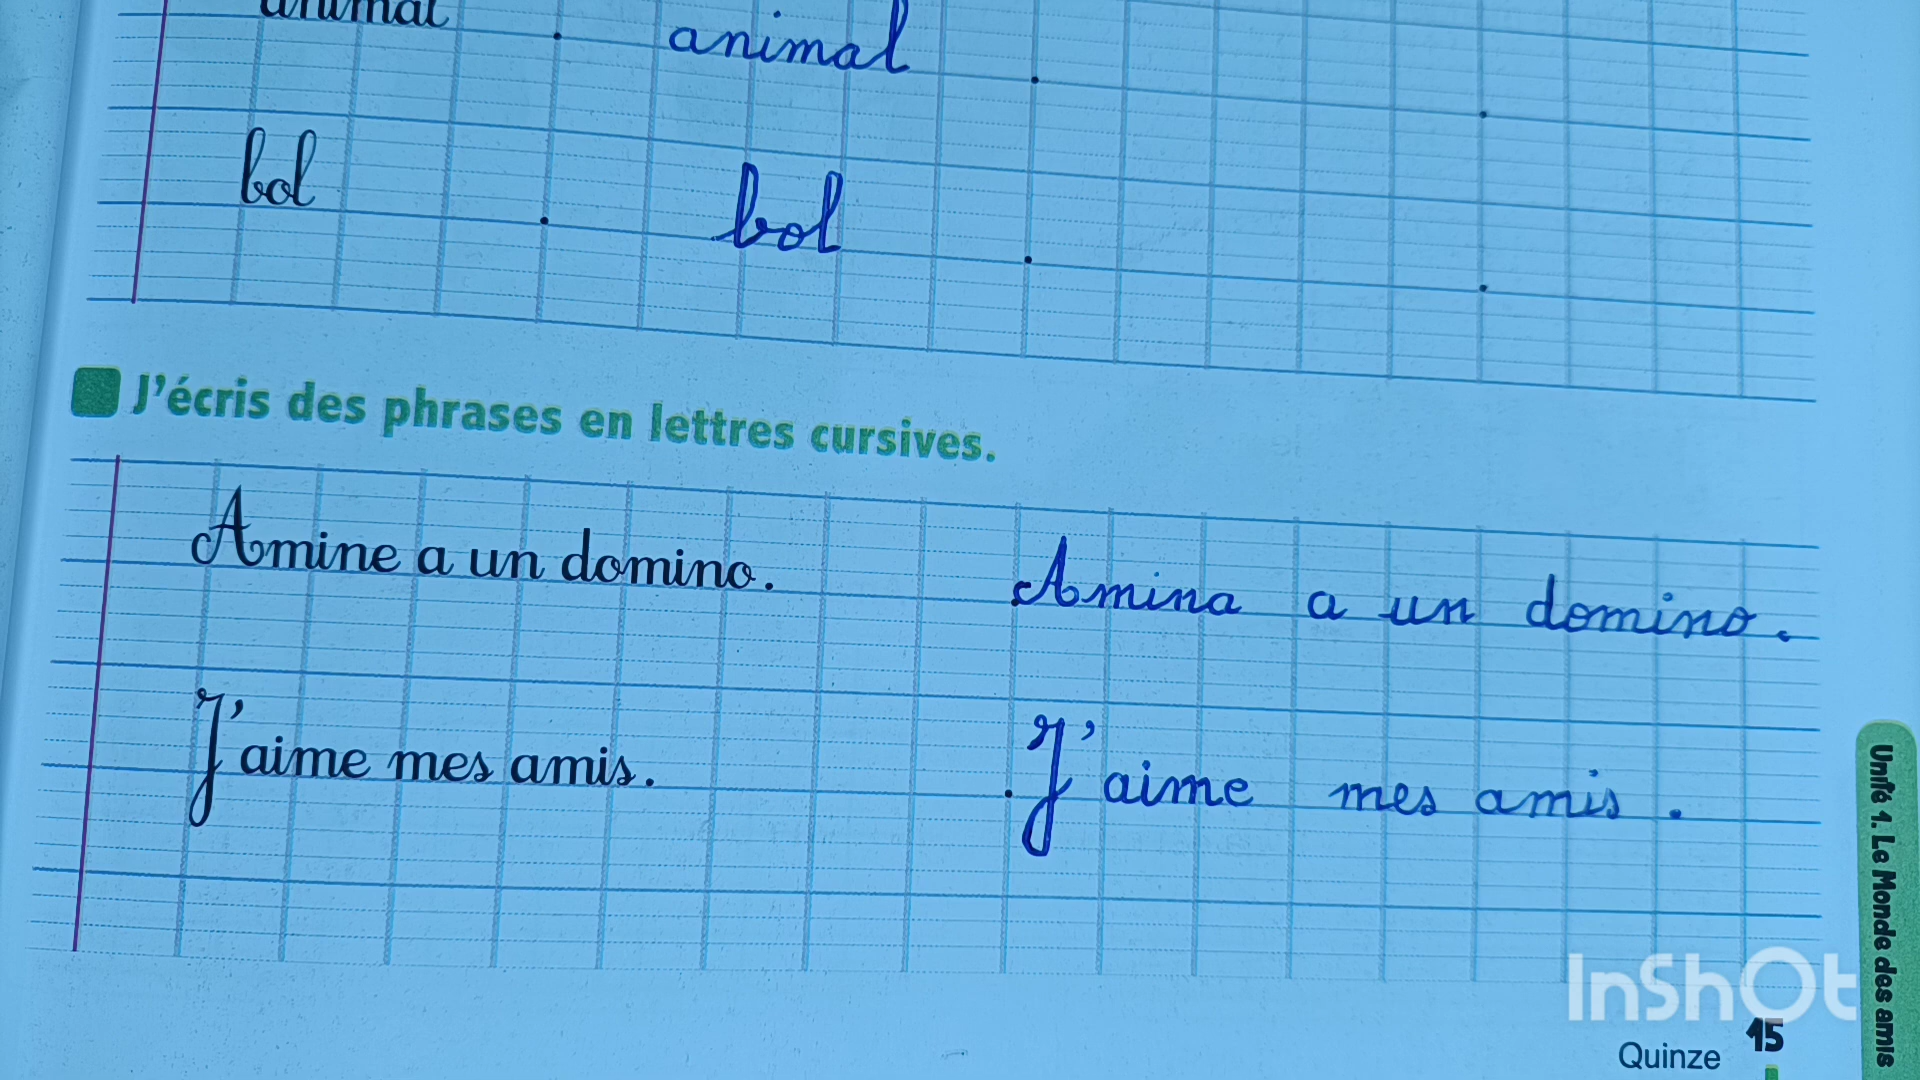 animal . animal . .
bol . bol . .
J'écris des phrases en lettres cursives.
Amine a un domino. Amina a un domino.
J'aime mes amis. . J'aime mes amis.
Unité 1. Le Monde des amis
InShOt
Quinze 15